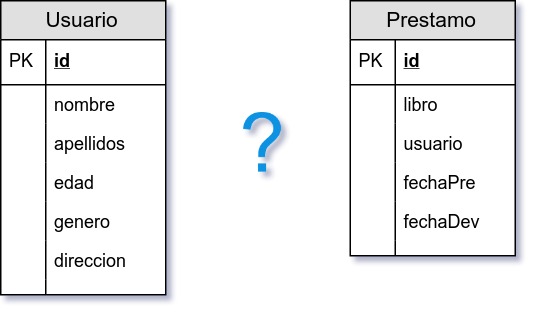 Usuario
PK id
nombre
apellidos
edad
genero
direccion
?
Prestamo
PK id
libro
usuario
fechaPre
fechaDev